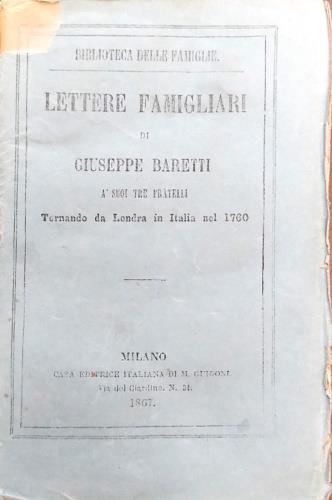 BIBLIOTECA DELLE FAMIGLIE.
LETTERE FAMIGLIARI
DI
GIUSEPPE BARETTI
A' SUOI TRE FRATELLI
Tornando da Londra in Italia nel 1760
MILANO
CASA EDITRICE ITALIANA DI M. GUIGONI.
Via del Giardino, N. 31.
1867.